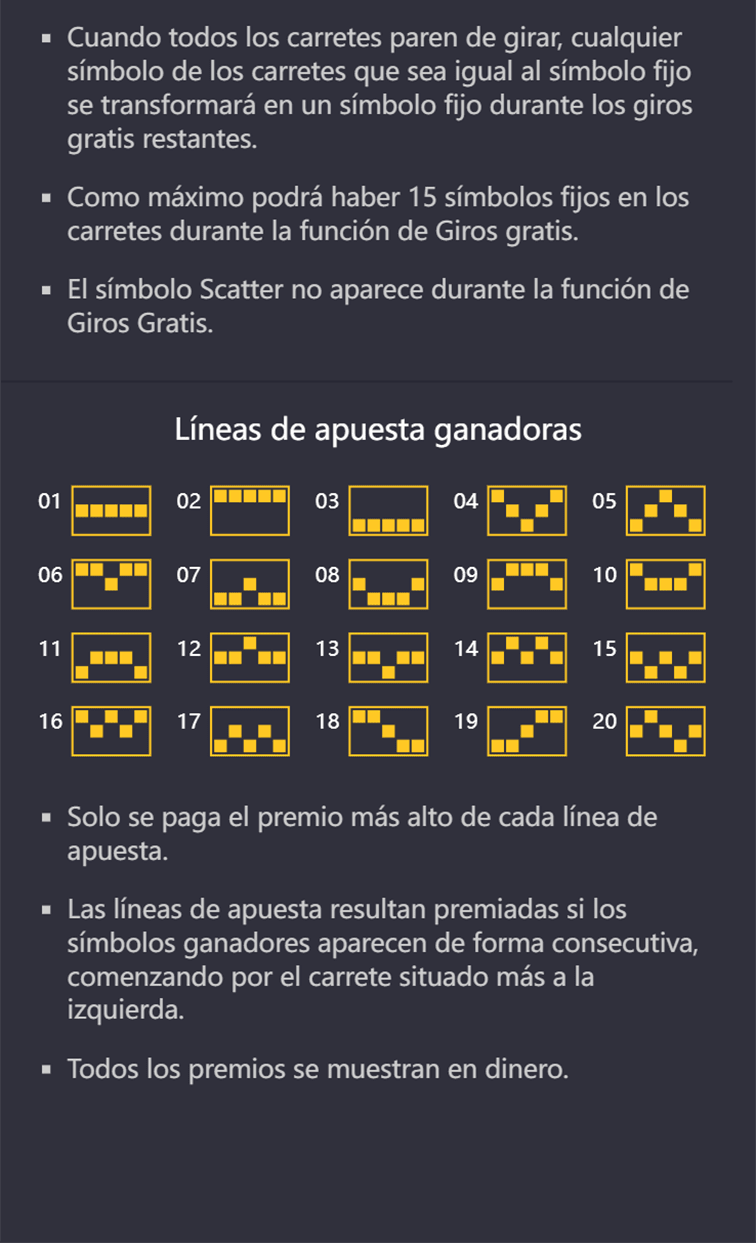 ▪ Cuando todos los carretes paren de girar, cualquier
símbolo de los carretes que sea igual al símbolo fijo
se transformará en un símbolo fijo durante los giros
gratis restantes.
▪ Como máximo podrá haber 15 símbolos fijos en los
carretes durante la función de Giros gratis.
▪ El símbolo Scatter no aparece durante la función de
Giros Gratis.
Líneas de apuesta ganadoras
01 02 03 04 05
06 07 08 09 10
11 12 13 14 15
16 17 18 19 20
▪ Solo se paga el premio más alto de cada línea de
apuesta.
▪ Las líneas de apuesta resultan premiadas si los
símbolos ganadores aparecen de forma consecutiva,
comenzando por el carrete situado más a la
izquierda.
▪ Todos los premios se muestran en dinero.